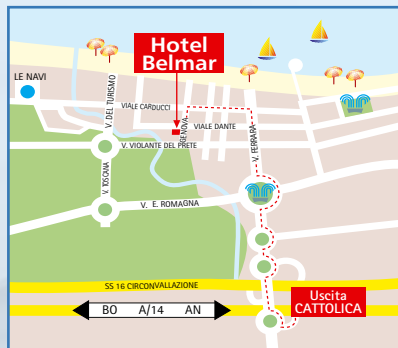 Hotel
Belmar
LE NAVI
V. DEL TURISMO
VIALE CARDUCCI
GENOVA
VIALE DANTE
V. VIOLANTE DEL PRETE
V. FERRARA
V. TOSCANA
V. E. ROMAGNA
SS 16 CIRCONVALLAZIONE
Uscita
CATTOLICA
BO A/14 AN